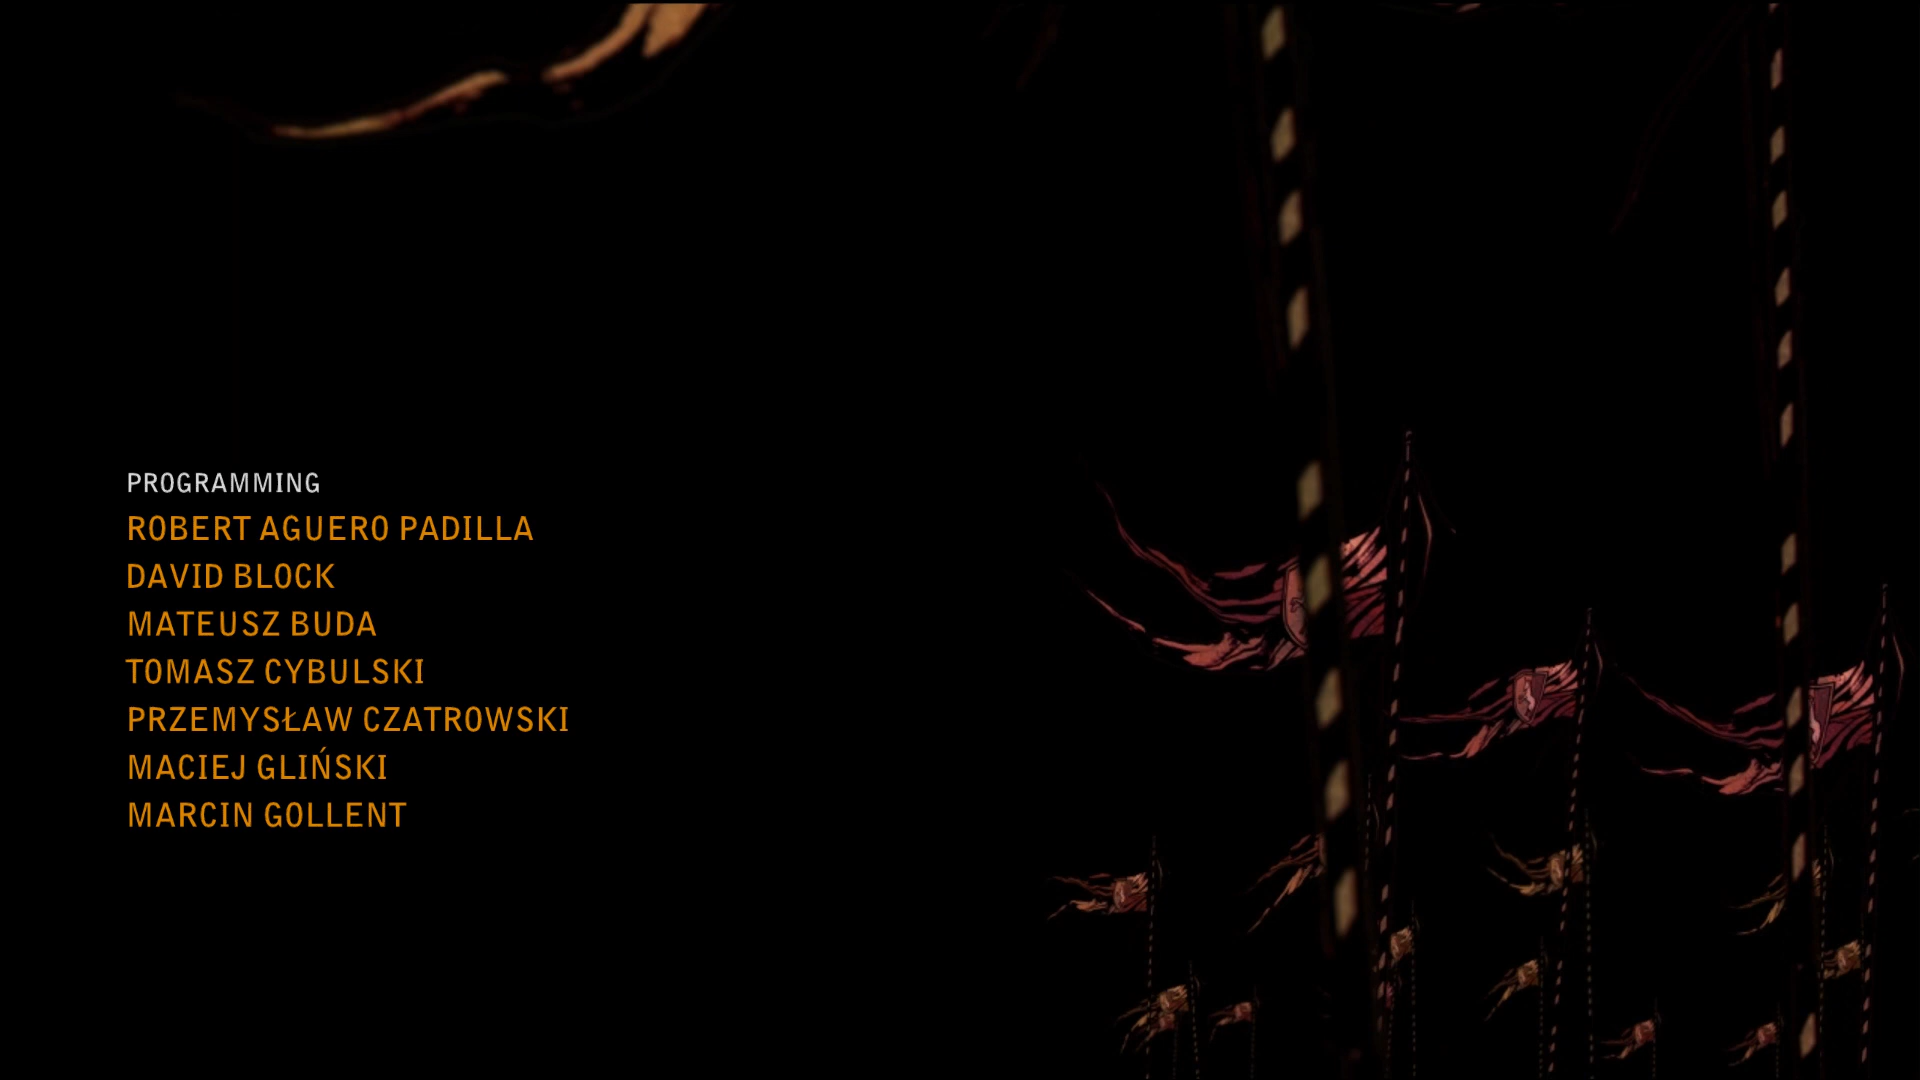 PROGRAMMING
ROBERT AGUERO PADILLA
DAVID BLOCK
MATEUSZ BUDA
TOMASZ CYBULSKI
PRZEMYSŁAW CZATROWSKI
MACIEJ GLIŃSKI
MARCIN GOLLENT